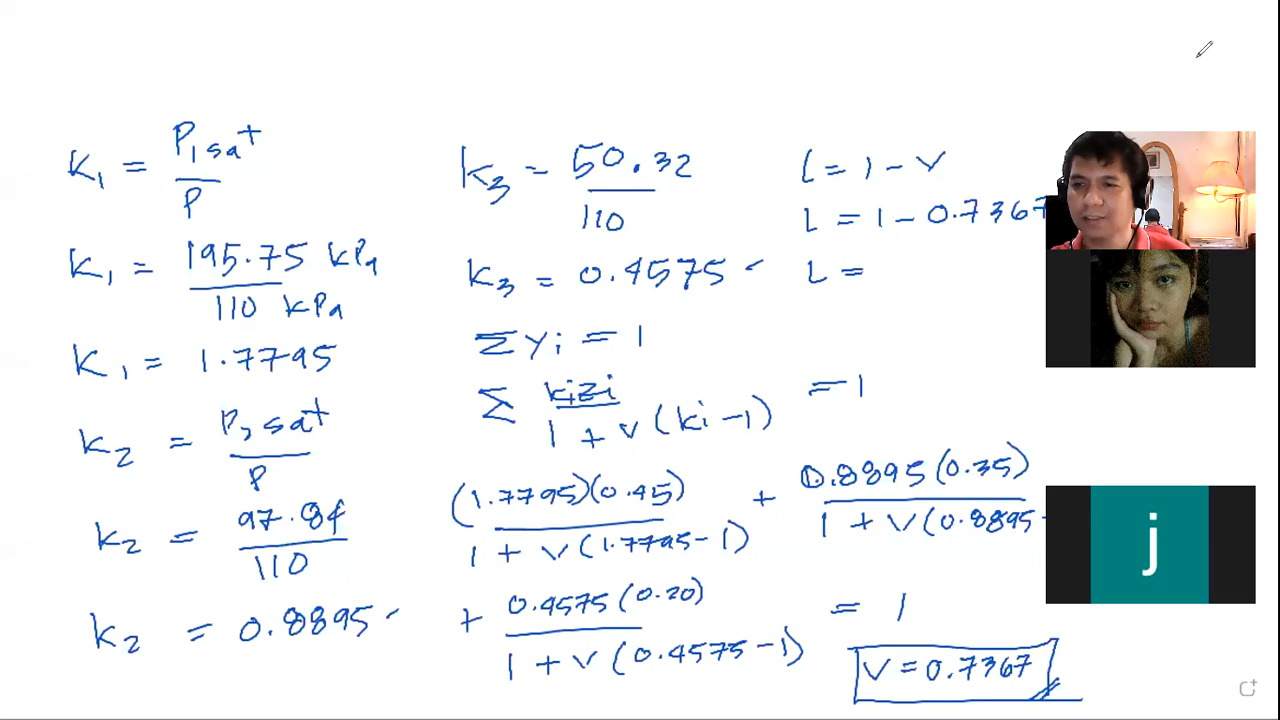 K₁ = P₁sat
P
K₁ = 195.75 kPa
110 kPa
K₁ = 1.7795
K₂ = P₂sat
P
K₂ = 97.84
110
K₂ = 0.8895
K₃ = 50.32
110
K₃ = 0.4575
Σyi = 1
Σ kizi = 1
1 + V(ki-1)
(1.7795)(0.45) + 0.8895(0.35)
1 + V(1.7795-1) 1 + V(0.8895-
+ 0.4575(0.20) = 1
1 + V(0.4575-1)
V = 0.7367
L = 1 - V
L = 1 - 0.7367
L =
j